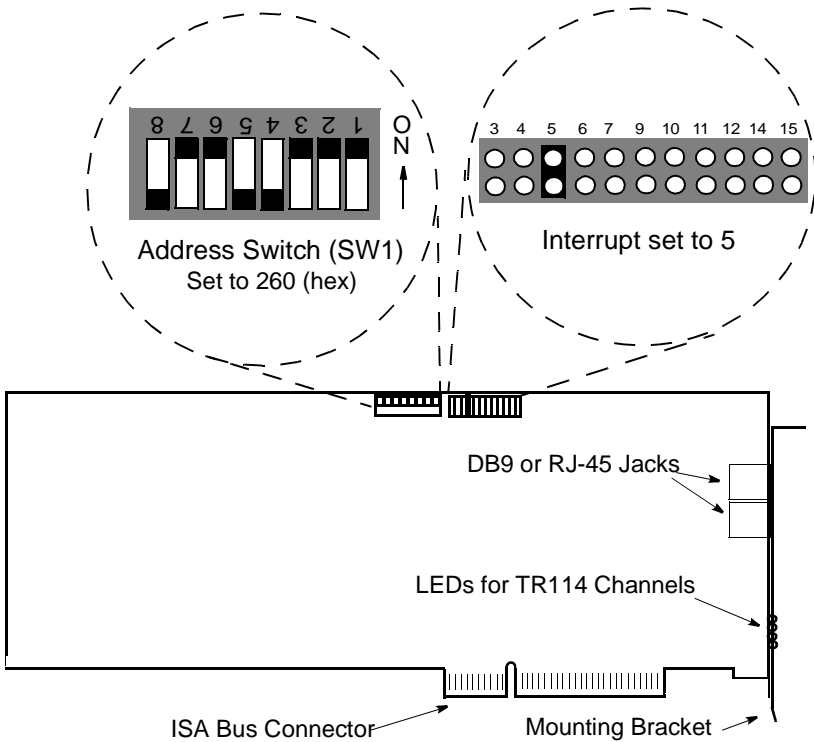 8 7 6 5 4 3 2 1
ON
3 4 5 6 7 9 10 11 12 14 15
Address Switch (SW1)
Set to 260 (hex)
Interrupt set to 5
DB9 or RJ-45 Jacks
LEDs for TR114 Channels
ISA Bus Connector
Mounting Bracket